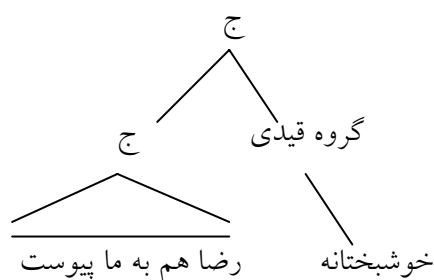 ج
گروه قیدی ج
خوشبختانه رضا هم به ما پیوست